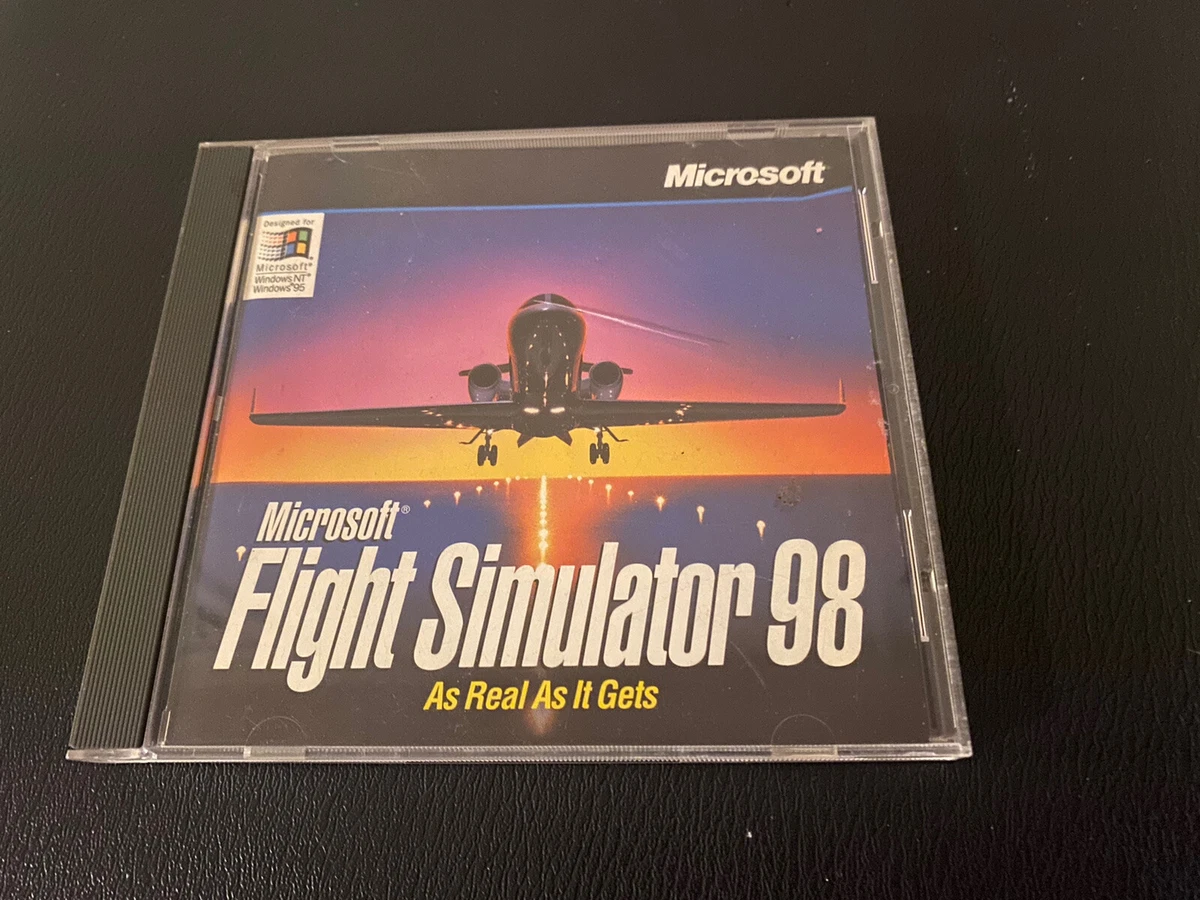 Microsoft
Designed for
Microsoft®
Windows NT®
Windows®95
Microsoft®
Flight Simulator 98
As Real As It Gets